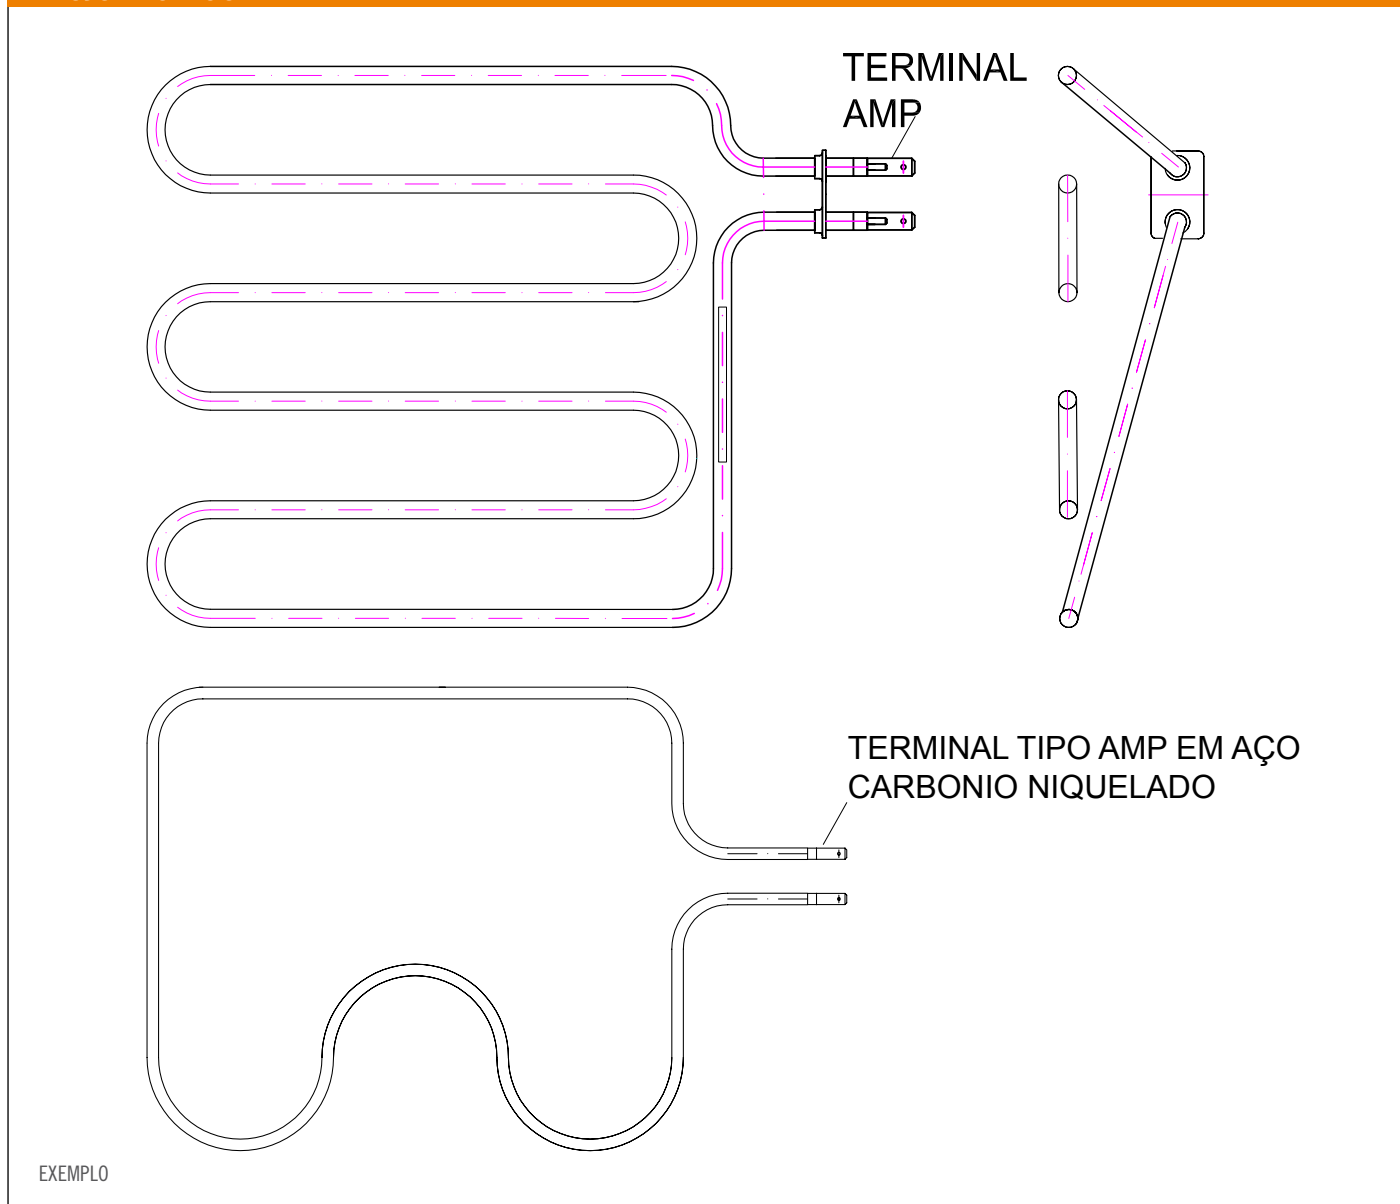 TERMINAL
AMP
TERMINAL TIPO AMP EM AÇO
CARBONIO NIQUELADO
EXEMPLO